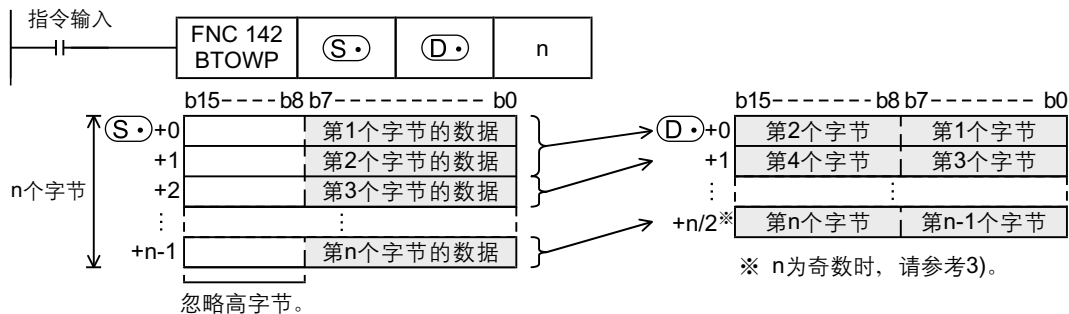 指令输入
FNC 142
BTOWP
S·
D·
n
b15----b8 b7--------- b0
S·+0 第1个字节的数据
+1 第2个字节的数据
+2 第3个字节的数据
n个字节
+n-1 第n个字节的数据
忽略高字节。
b15------b8 b7------- b0
D·+0 第2个字节 第1个字节
+1 第4个字节 第3个字节
+n/2※ 第n个字节 第n-1个字节
※ n为奇数时，请参考3)。